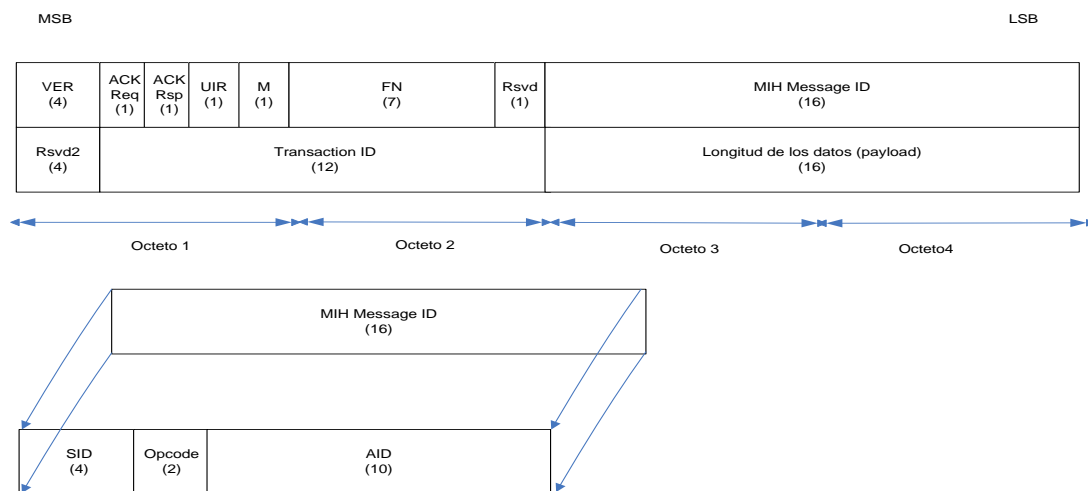 MSB
LSB
VER
(4)
ACK
Req
(1)
ACK
Rsp
(1)
UIR
(1)
M
(1)
FN
(7)
Rsvd
(1)
MIH Message ID
(16)
Rsvd2
(4)
Transaction ID
(12)
Longitud de los datos (payload)
(16)
Octeto 1
Octeto 2
Octeto 3
Octeto4
MIH Message ID
(16)
SID
(4)
Opcode
(2)
AID
(10)